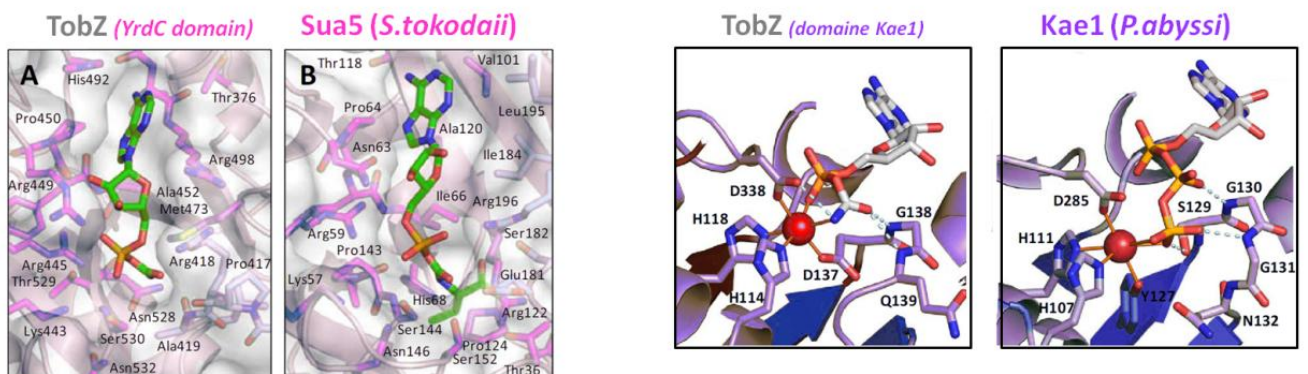 TobZ (YrdC domain)
Sua5 (S.tokodaii)
TobZ (domaine Kae1)
Kae1 (P.abyssi)
A
His492
Thr376
Pro450
Arg498
Arg449
Ala452
Met473
Arg445
Arg418
Pro417
Thr529
Asn528
Lys443
Ser530
Ala419
Asn532
B
Thr118
Val101
Pro64
Leu195
Ala120
Asn63
Ile184
Ile66
Arg196
Arg59
Ser182
Pro143
Glu181
Lys57
His68
Arg122
Ser144
Pro124
Asn146
Ser152
Thr36
D338
H118
G138
D137
H114
Q139
G130
D285
S129
H111
G131
Y127
H107
N132